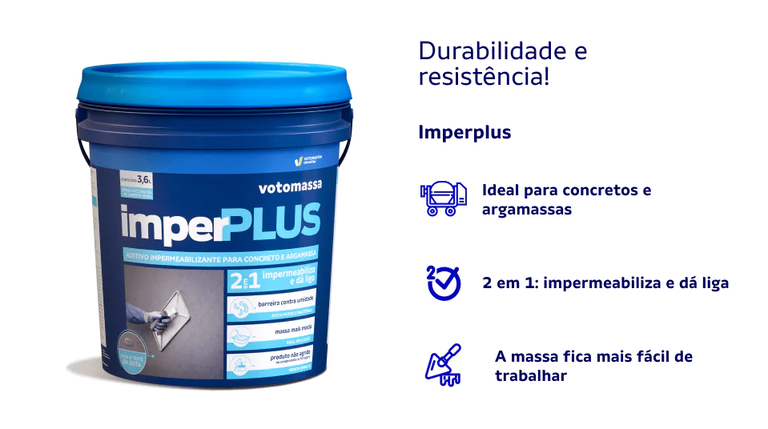 Durabilidade e
resistência!
Imperplus
Ideal para concretos e
argamassas
2 em 1: impermeabiliza e dá liga
A massa fica mais fácil de
trabalhar
3,6L
votomassa
imperPLUS
ADITIVO IMPERMEABILIZANTE PARA CONCRETO E ARGAMASSA
2 em 1 impermeabiliza
e dá liga
barreira contra umidade
massa mais macia
produto não agride